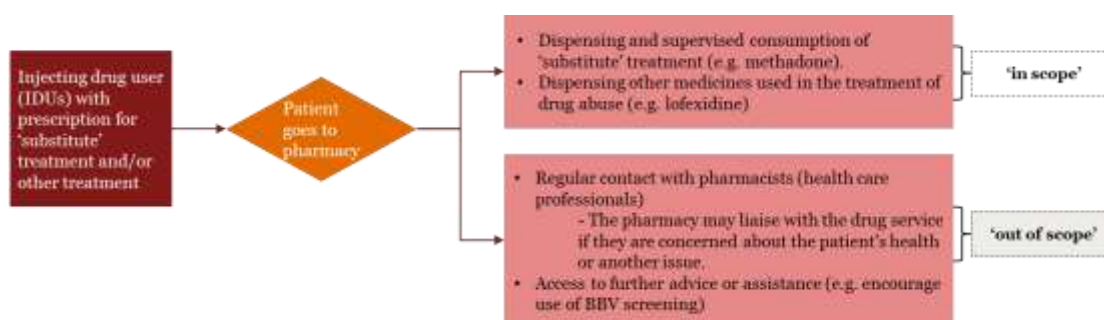 Injecting drug user
(IDUs) with
prescription for
'substitute'
treatment and/or
other treatment
Patient
goes to
pharmacy
• Dispensing and supervised consumption of
'substitute' treatment (e.g. methadone).
• Dispensing other medicines used in the treatment of
drug abuse (e.g. lofexidine)
'in scope'
• Regular contact with pharmacists (health care
professionals)
- The pharmacy may liaise with the drug service
if they are concerned about the patient's health
or another issue.
• Access to further advice or assistance (e.g. encourage
use of BBV screening)
'out of scope'